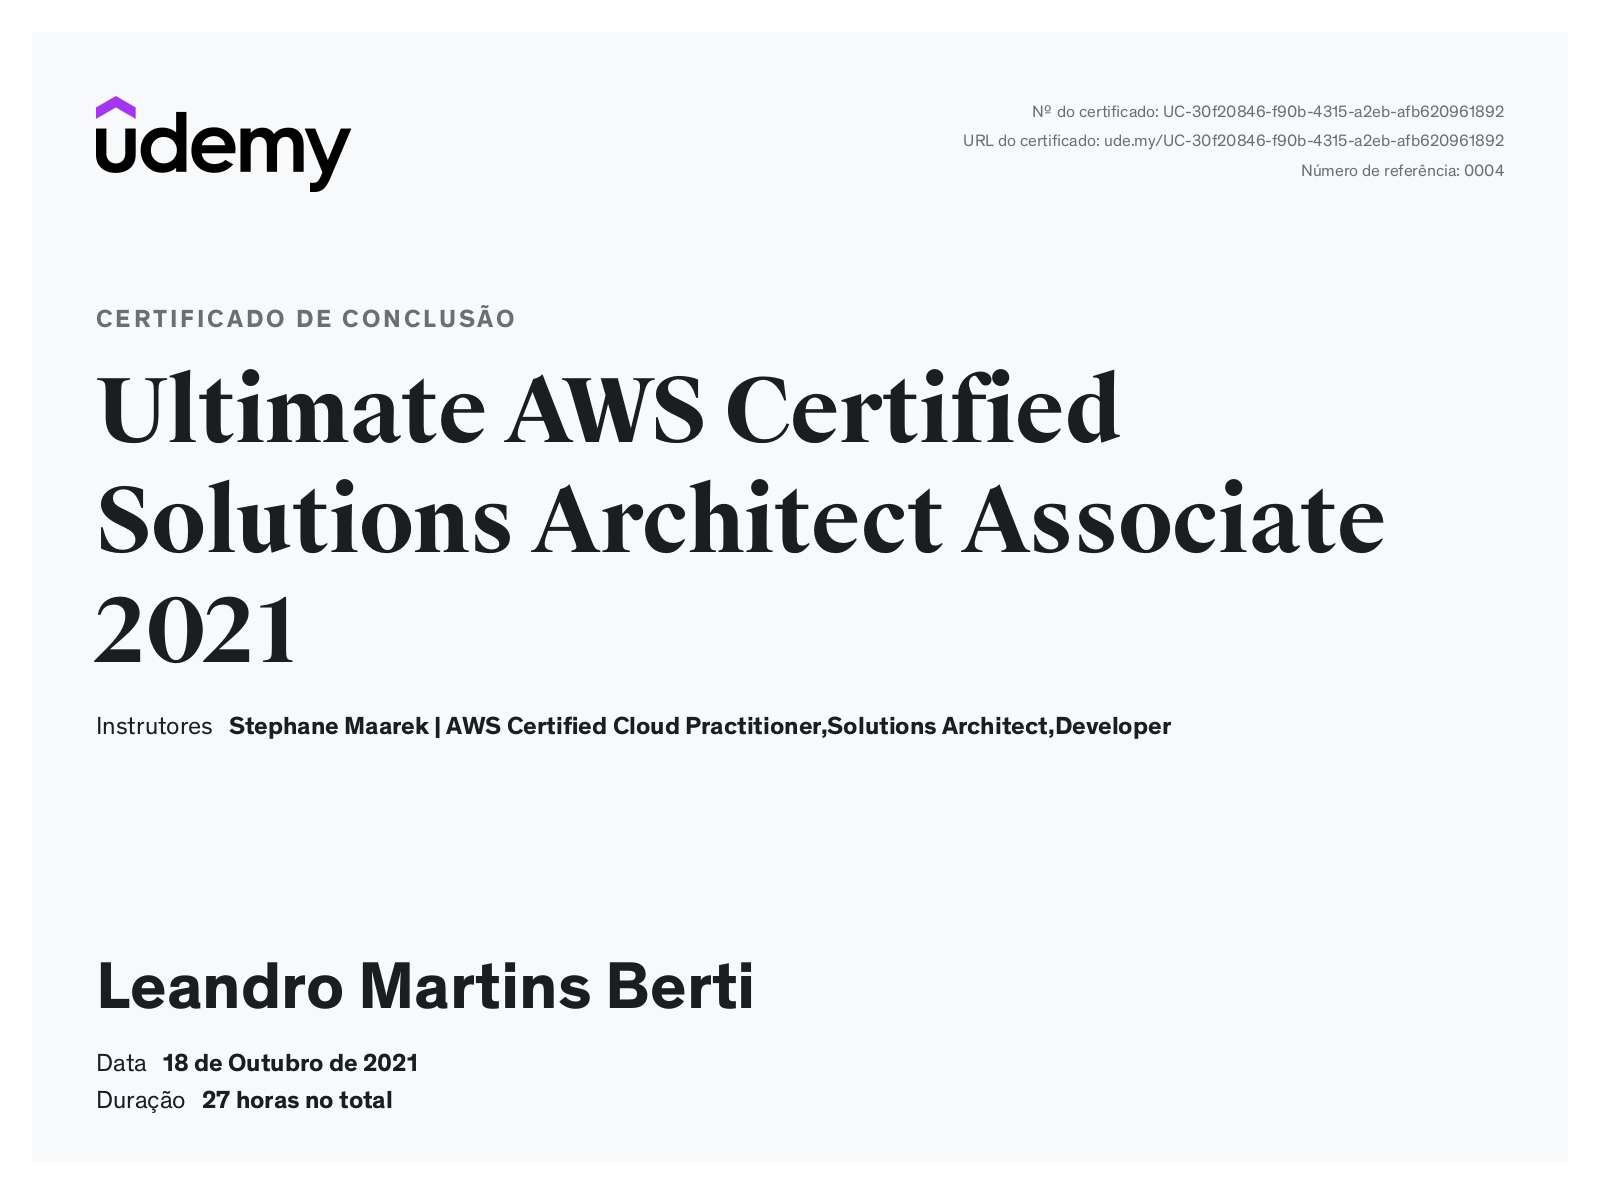 udemy
Nº do certificado: UC-30f20846-f90b-4315-a2eb-afb620961892
URL do certificado: ude.my/UC-30f20846-f90b-4315-a2eb-afb620961892
Número de referência: 0004
CERTIFICADO DE CONCLUSÃO
Ultimate AWS Certified
Solutions Architect Associate
2021
Instrutores Stephane Maarek | AWS Certified Cloud Practitioner,Solutions Architect,Developer
Leandro Martins Berti
Data 18 de Outubro de 2021
Duração 27 horas no total